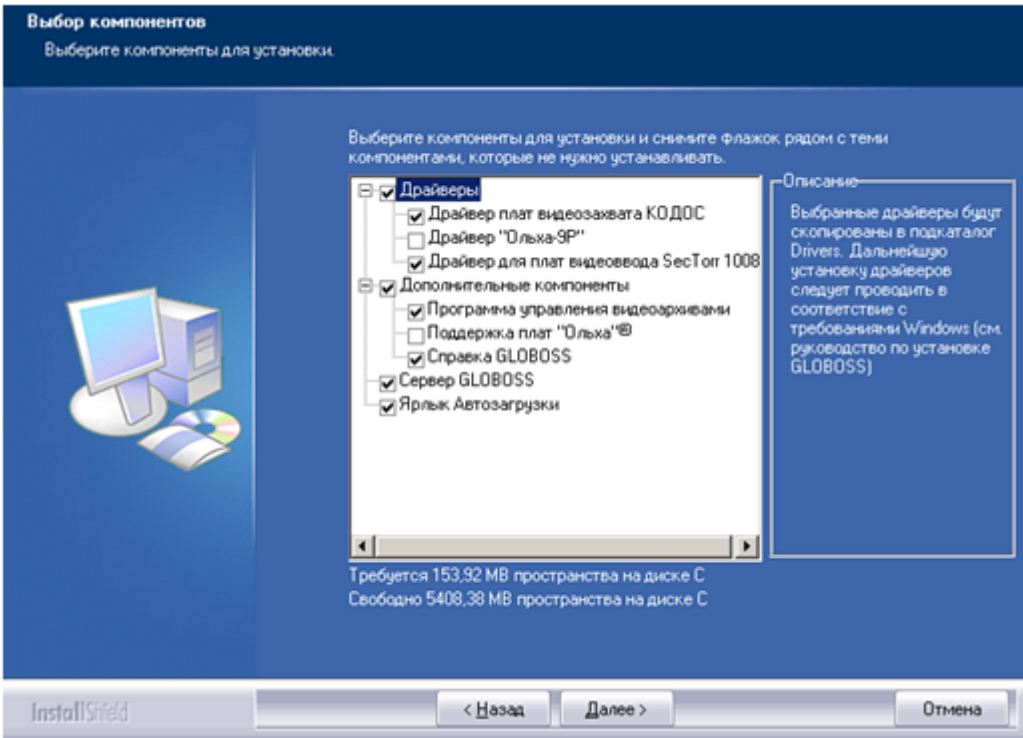 Выбор компонентов
Выберите компоненты для установки.
Выберите компоненты для установки и снимите флажок рядом с теми
компонентами, которые не нужно устанавливать.
Драйверы
Драйвер плат видеозахвата КОДОС
Драйвер "Ольха-9Р"
Драйвер для плат видеоввода SecTorr 1008
Дополнительные компоненты
Программа управления видеоархивами
Поддержка плат "Ольха"
Справка GLOBOSS
Сервер GLOBOSS
Ярлык Автозагрузки
Описание
Выбранные драйверы будут
скопированы в подкаталог
Drivers. Дальнейшую
установку драйверов
следует проводить в
соответствие с
требованиями Windows (см.
руководство по установке
GLOBOSS)
Требуется 153,92 MB пространства на диске C
Свободно 5408,38 MB пространства на диске C
InstallShield
< Назад
Далее >
Отмена